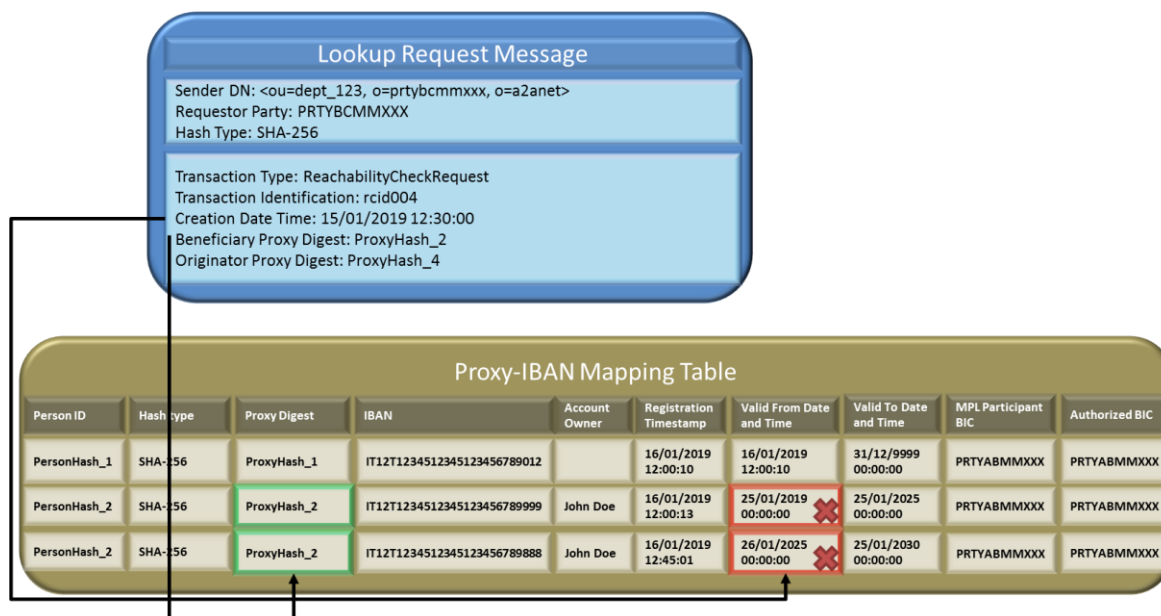 Lookup Request Message
Sender DN: <ou=dept_123, o=prtybcmmxxx, o=a2anet>
Requestor Party: PRTYBCMMXXX
Hash Type: SHA-256
Transaction Type: ReachabilityCheckRequest
Transaction Identification: rcid004
Creation Date Time: 15/01/2019 12:30:00
Beneficiary Proxy Digest: ProxyHash_2
Originator Proxy Digest: ProxyHash_4
Proxy-IBAN Mapping Table
Person ID Hash type Proxy Digest IBAN Account Owner Registration Timestamp Valid From Date and Time Valid To Date and Time MPL Participant BIC Authorized BIC
PersonHash_1 SHA-256 ProxyHash_1 IT12T1234512345123456789012 16/01/2019 12:00:10 16/01/2019 12:00:10 31/12/9999 00:00:00 PRTYABMMXXX PRTYABMMXXX
PersonHash_2 SHA-256 ProxyHash_2 IT12T1234512345123456789999 John Doe 16/01/2019 12:00:13 25/01/2019 00:00:00 25/01/2025 00:00:00 PRTYABMMXXX PRTYABMMXXX
PersonHash_2 SHA-256 ProxyHash_2 IT12T1234512345123456789888 John Doe 16/01/2019 12:45:01 26/01/2025 00:00:00 25/01/2030 00:00:00 PRTYABMMXXX PRTYABMMXXX